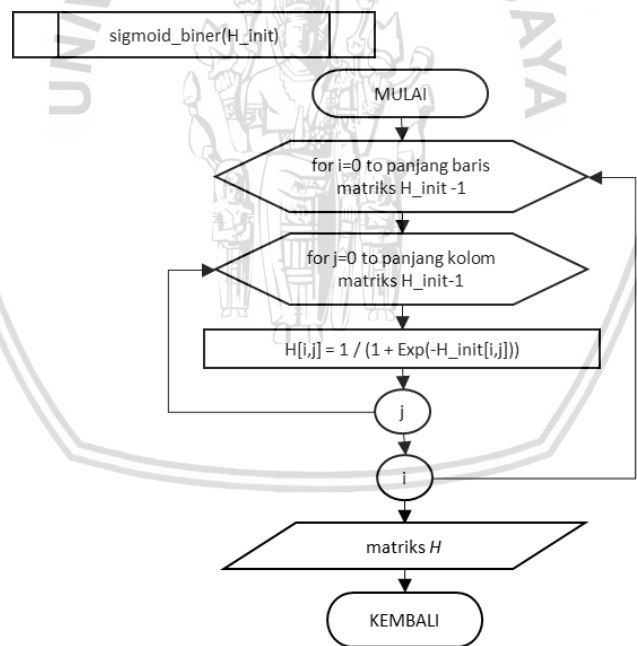 sigmoid_biner(H_init)
MULAI
for i=0 to panjang baris
matriks H_init -1
for j=0 to panjang kolom
matriks H_init-1
H[i,j] = 1 / (1 + Exp(-H_init[i,j]))
j
i
matriks H
KEMBALI